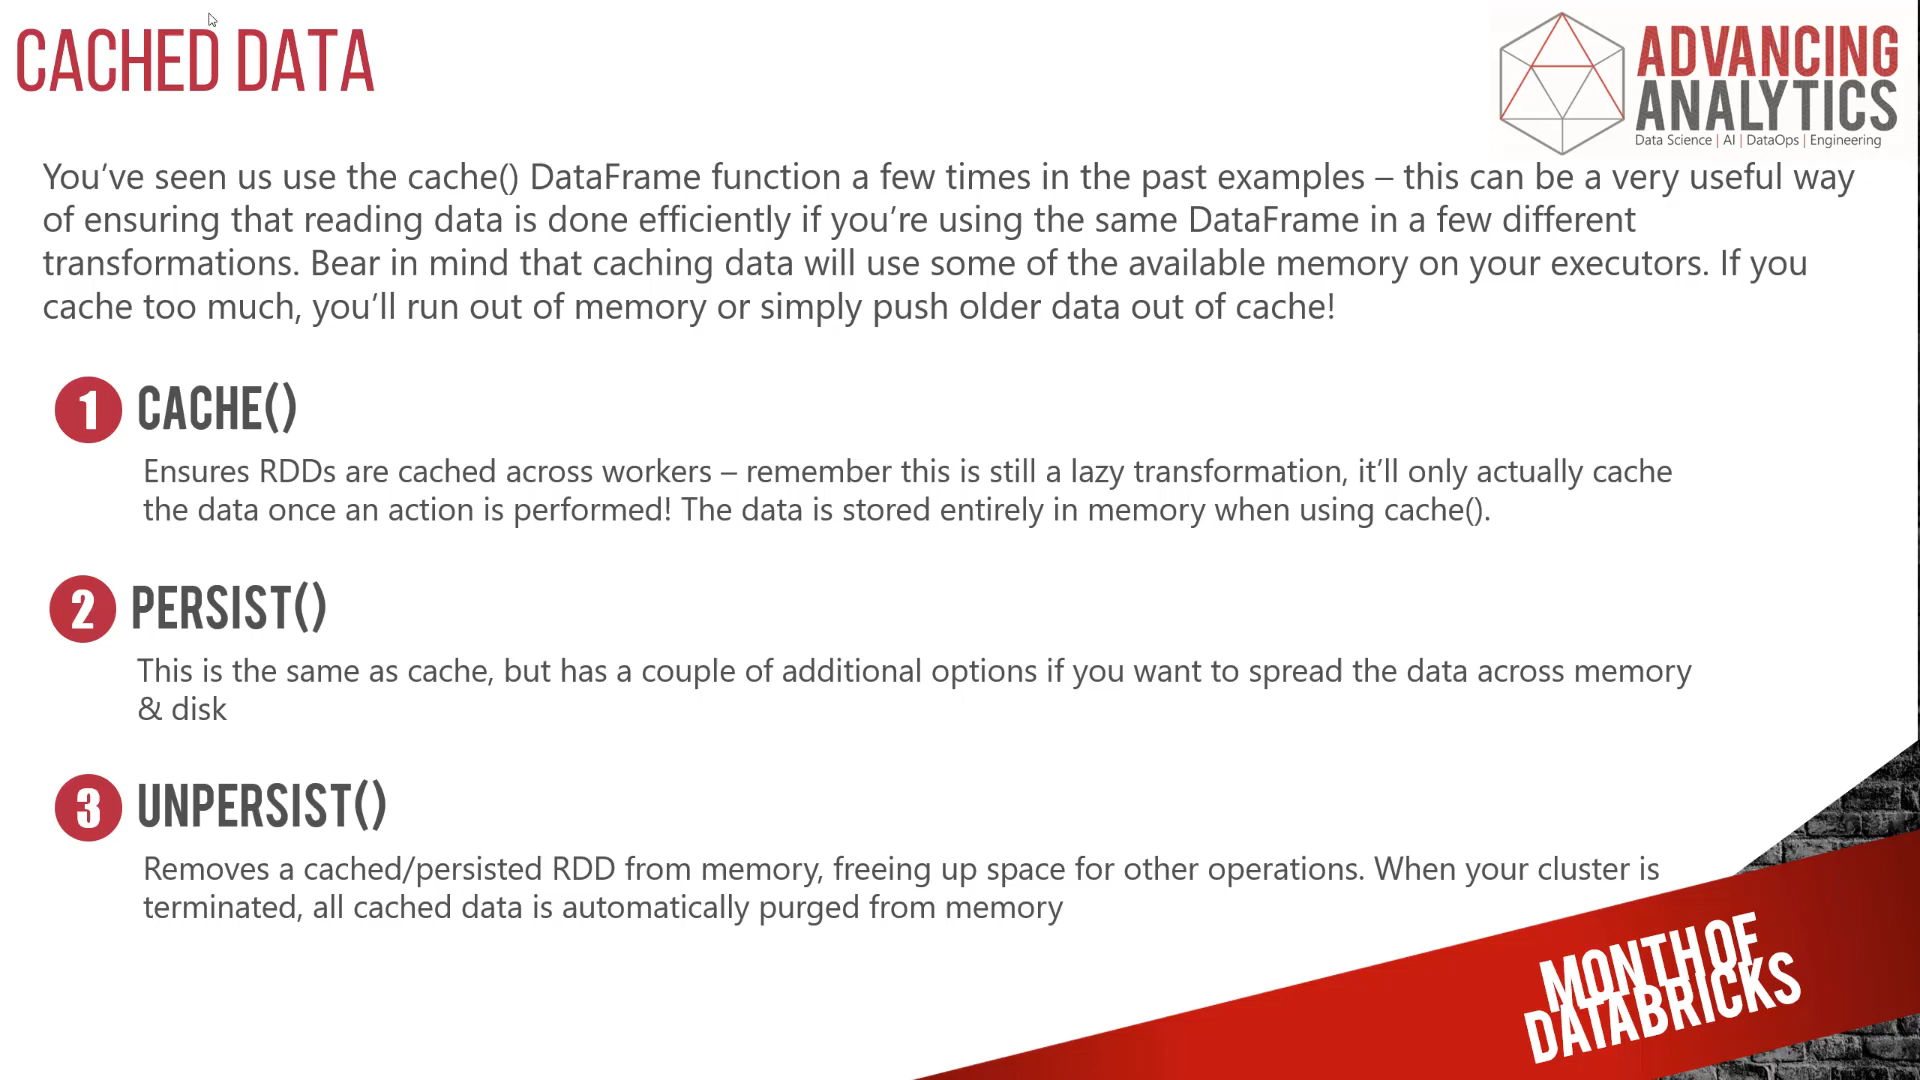 CACHED DATA
ADVANCING
ANALYTICS
Data Science | AI | DataOps | Engineering
You’ve seen us use the cache() DataFrame function a few times in the past examples – this can be a very useful way
of ensuring that reading data is done efficiently if you’re using the same DataFrame in a few different
transformations. Bear in mind that caching data will use some of the available memory on your executors. If you
cache too much, you’ll run out of memory or simply push older data out of cache!
1 CACHE()
Ensures RDDs are cached across workers – remember this is still a lazy transformation, it’ll only actually cache
the data once an action is performed! The data is stored entirely in memory when using cache().
2 PERSIST()
This is the same as cache, but has a couple of additional options if you want to spread the data across memory
& disk
3 UNPERSIST()
Removes a cached/persisted RDD from memory, freeing up space for other operations. When your cluster is
terminated, all cached data is automatically purged from memory
MONTH OF
DATABRICKS